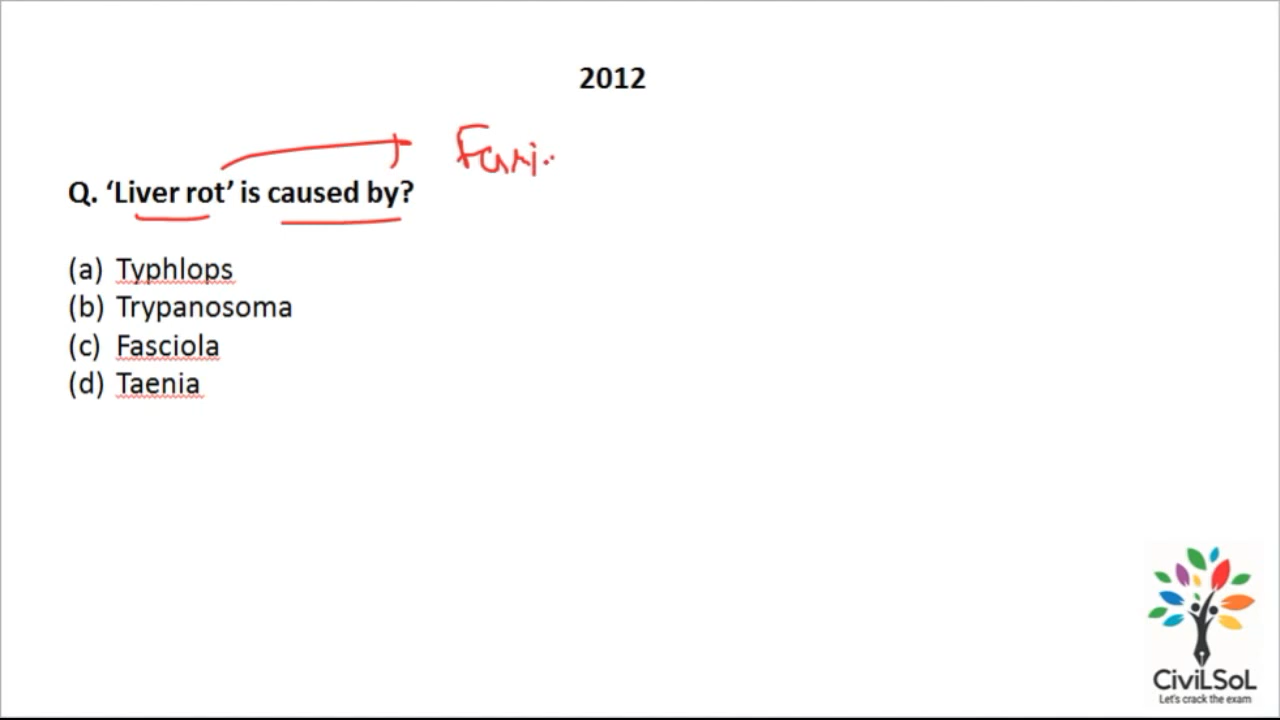 2012
Q. ‘Liver rot’ is caused by?
(a) Typhlops
(b) Trypanosoma
(c) Fasciola
(d) Taenia
CiviLSoL
Let's crack the exam